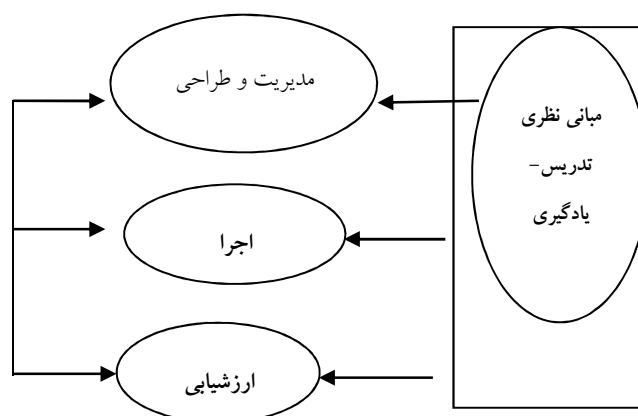 مدیریت و طراحی
مبانی نظری
تدریس-
یادگیری
اجرا
ارزشیابی